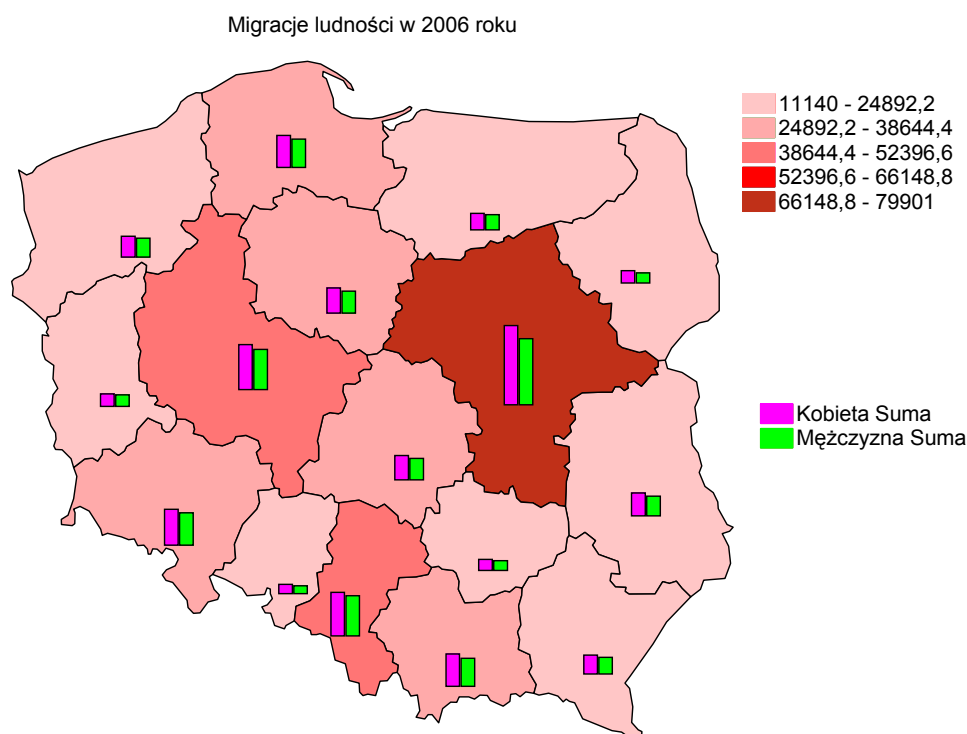 Migracje ludności w 2006 roku
11140 - 24892,2
24892,2 - 38644,4
38644,4 - 52396,6
52396,6 - 66148,8
66148,8 - 79901
Kobieta Suma
Mężczyzna Suma